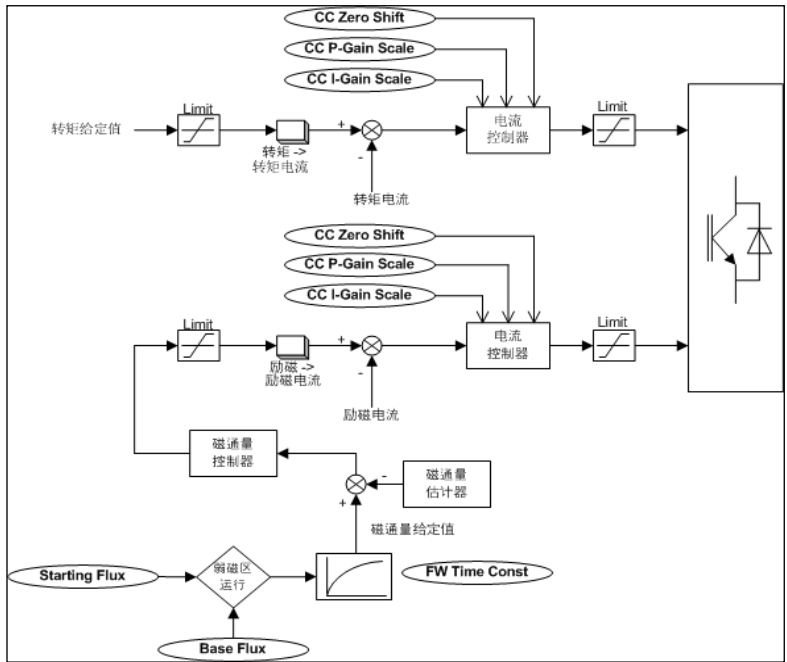 CC Zero Shift
CC P-Gain Scale
CC I-Gain Scale
转矩给定值
Limit
转矩 ->
转矩电流
+
-
转矩电流
电流
控制器
Limit
CC Zero Shift
CC P-Gain Scale
CC I-Gain Scale
Limit
励磁 ->
励磁电流
+
-
励磁电流
电流
控制器
Limit
磁通量
控制器
-
+
磁通量
估计器
磁通量给定值
Starting Flux
弱磁区
运行
FW Time Const
Base Flux